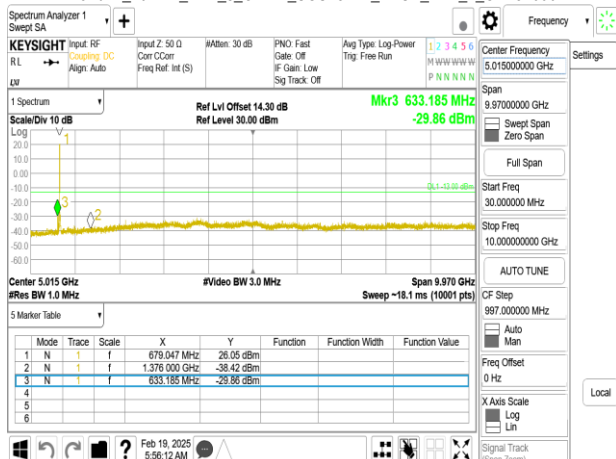 Spectrum Analyzer 1
Swept SA
+
Frequency
KEYSIGHT
RL
LXI
Input: RF
Coupling: DC
Align: Auto
Input Z: 50 Ω
Corr CCorr
Freq Ref: Int (S)
#Atten: 30 dB
PNO: Fast
Gate: Off
IF Gain: Low
Sig Track: Off
Avg Type: Log-Power
Trig: Free Run
1 2 3 4 5 6
M W W W W W
P N N N N N
1 Spectrum
Scale/Div 10 dB
Ref Lvl Offset 14.30 dB
Ref Level 30.00 dBm
Mkr3 633.185 MHz
-29.86 dBm
Log
20.0
10.0
0.00
-10.0
-20.0
-30.0
-40.0
-50.0
-60.0
1
2
3
DL1 -13.00 dBm
Center 5.015 GHz
#Res BW 1.0 MHz
#Video BW 3.0 MHz
Span 9.970 GHz
Sweep ~18.1 ms (10001 pts)
5 Marker Table
Mode Trace Scale X Y Function Function Width Function Value
1 N 1 f 679.047 MHz 26.05 dBm
2 N 1 f 1.376 000 GHz -38.42 dBm
3 N 1 f 633.185 MHz -29.86 dBm
4
5
6
Feb 19, 2025
5:56:12 AM
Center Frequency
5.015000000 GHz
Settings
Span
9.97000000 GHz
Swept Span
Zero Span
Full Span
Start Freq
30.000000 MHz
Stop Freq
10.000000000 GHz
AUTO TUNE
CF Step
997.000000 MHz
Auto
Man
Freq Offset
0 Hz
Local
X Axis Scale
Log
Lin
Signal Track